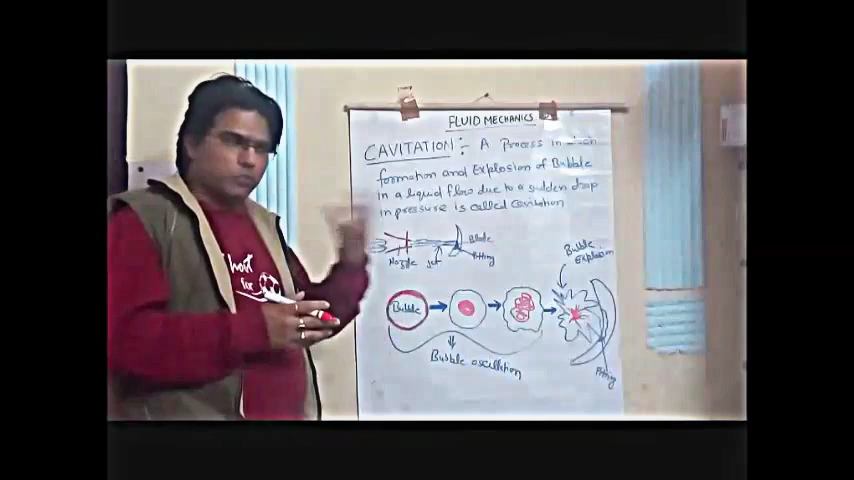 FLUID MECHANICS
CAVITATION :- A Process in
formation and Explosion of Bubble
in a liquid flow due to a sudden drop
in pressure is called Cavitation
Blade
Nozzle jet Pitting
Bubble
Explosion
Bubble
Bubble oscillation
Pitting
for